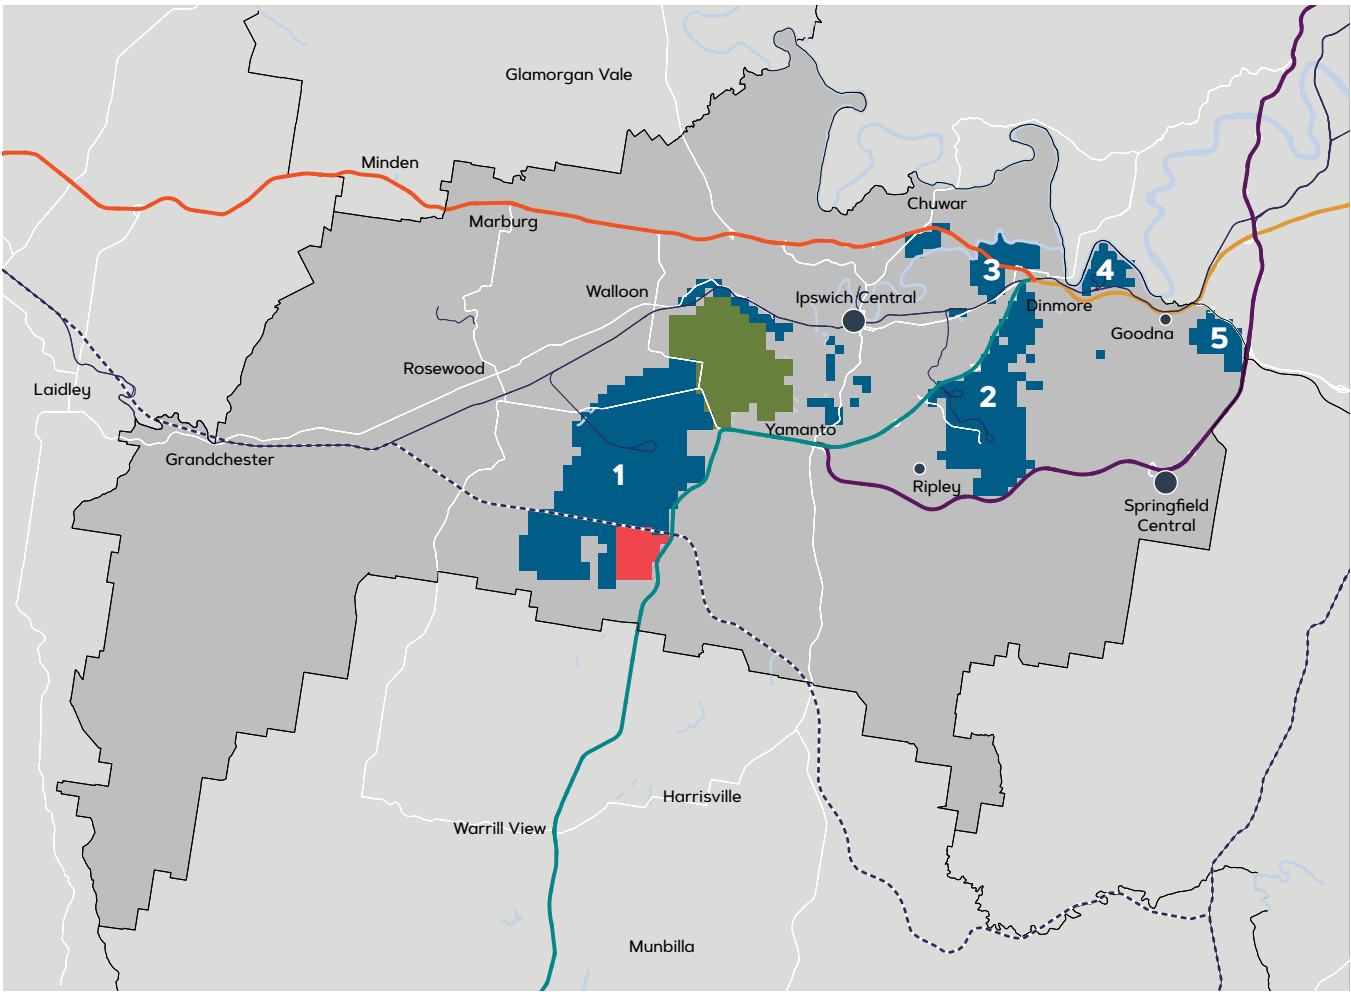 Glamorgan Vale
Minden
Chuwar
Marburg
3
4
Walloon
Ipswich Central
Dinmore
Goodna
5
Rosewood
Laidley
2
Yamanto
Grandchester
1
Ripley
Springfield
Central
Harrisville
Warrill View
Munbilla